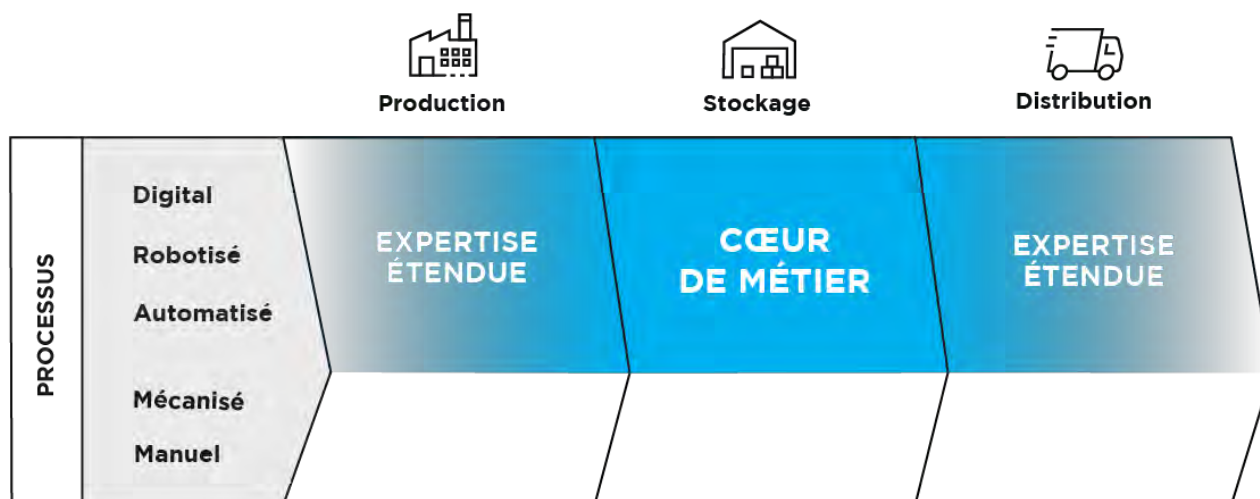 Production
Stockage
Distribution
PROCESSUS
Digital
Robotisé
Automatisé
Mécanisé
Manuel
EXPERTISE
ÉTENDUE
CŒUR
DE MÉTIER
EXPERTISE
ÉTENDUE